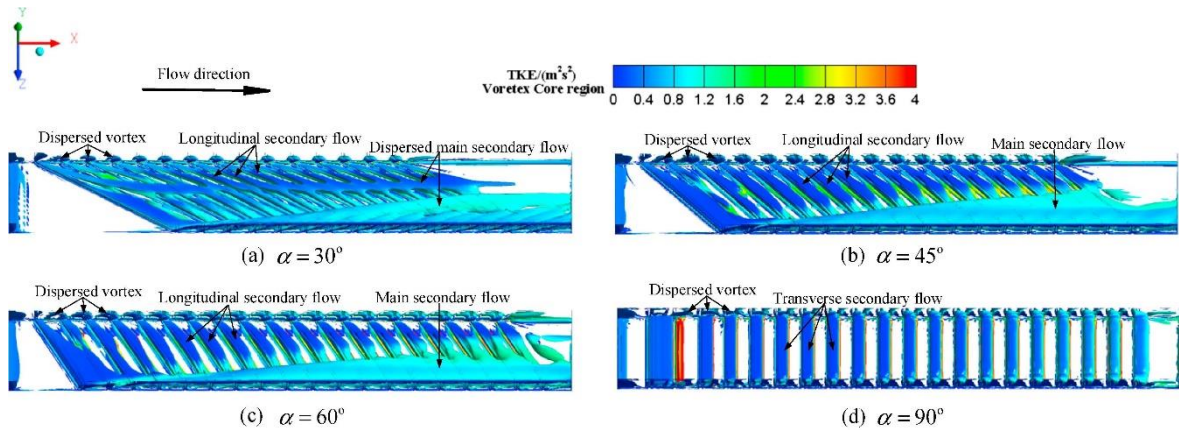 Y
X
Z
Flow direction
TKE/(m²s²)
Voretex Core region
0 0.4 0.8 1.2 1.6 2 2.4 2.8 3.2 3.6 4
Dispersed vortex
Longitudinal secondary flow
Dispersed main secondary flow
(a) α = 30°
Dispersed vortex
Longitudinal secondary flow
Main secondary flow
(b) α = 45°
Dispersed vortex
Longitudinal secondary flow
Main secondary flow
(c) α = 60°
Dispersed vortex
Transverse secondary flow
(d) α = 90°